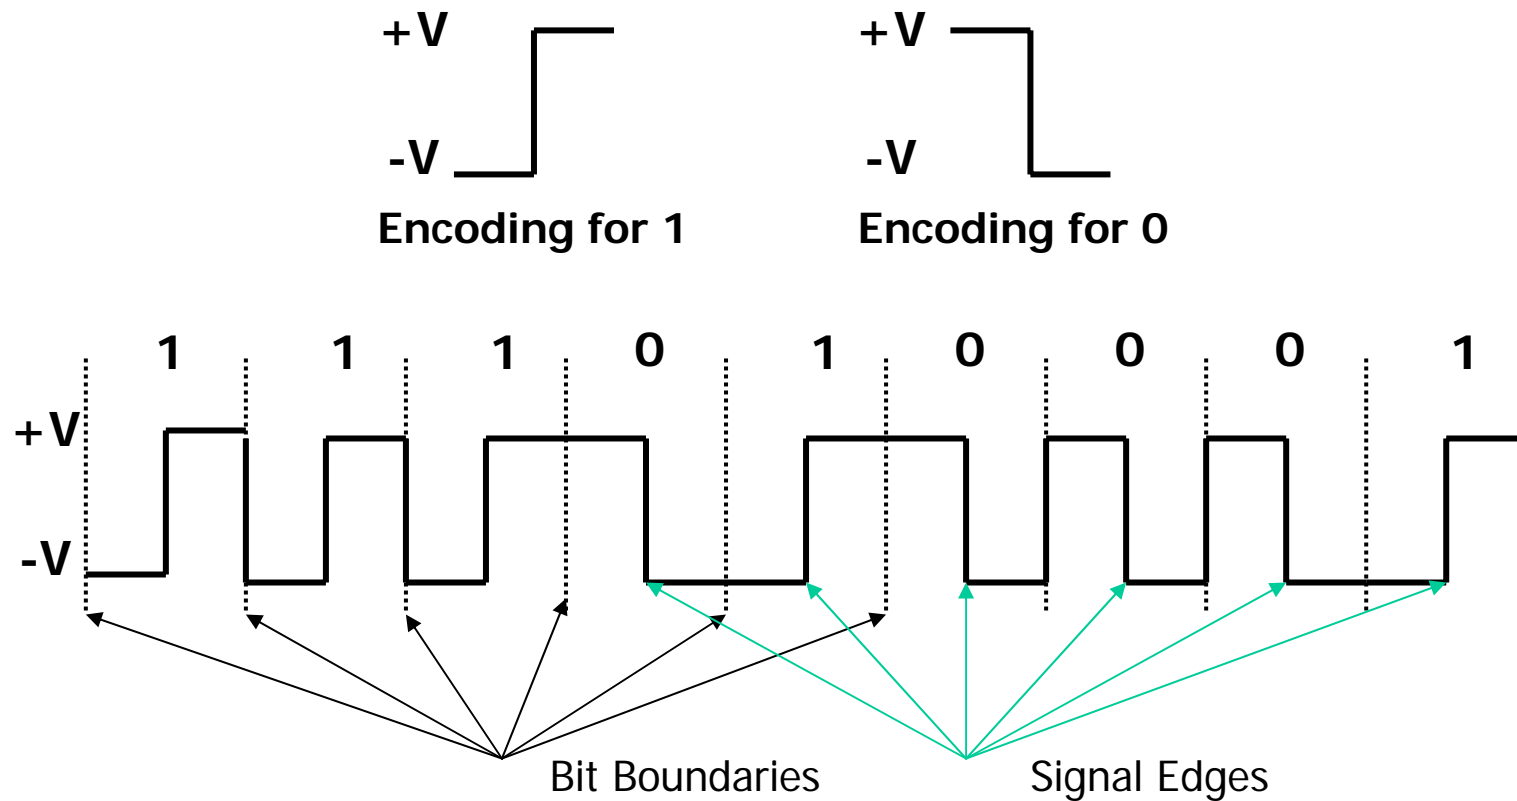 +V +V
-V -V
Encoding for 1 Encoding for 0
1 1 1 0 1 0 0 0 1
+V
-V
Bit Boundaries Signal Edges